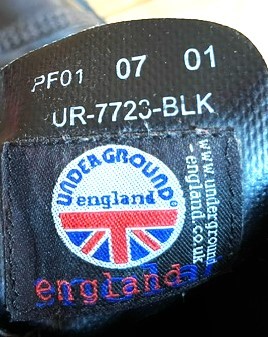 PF01 07 01
UR-7723-BLK
UNDERGROUND
england
©
england
www.underground
-england.co.uk